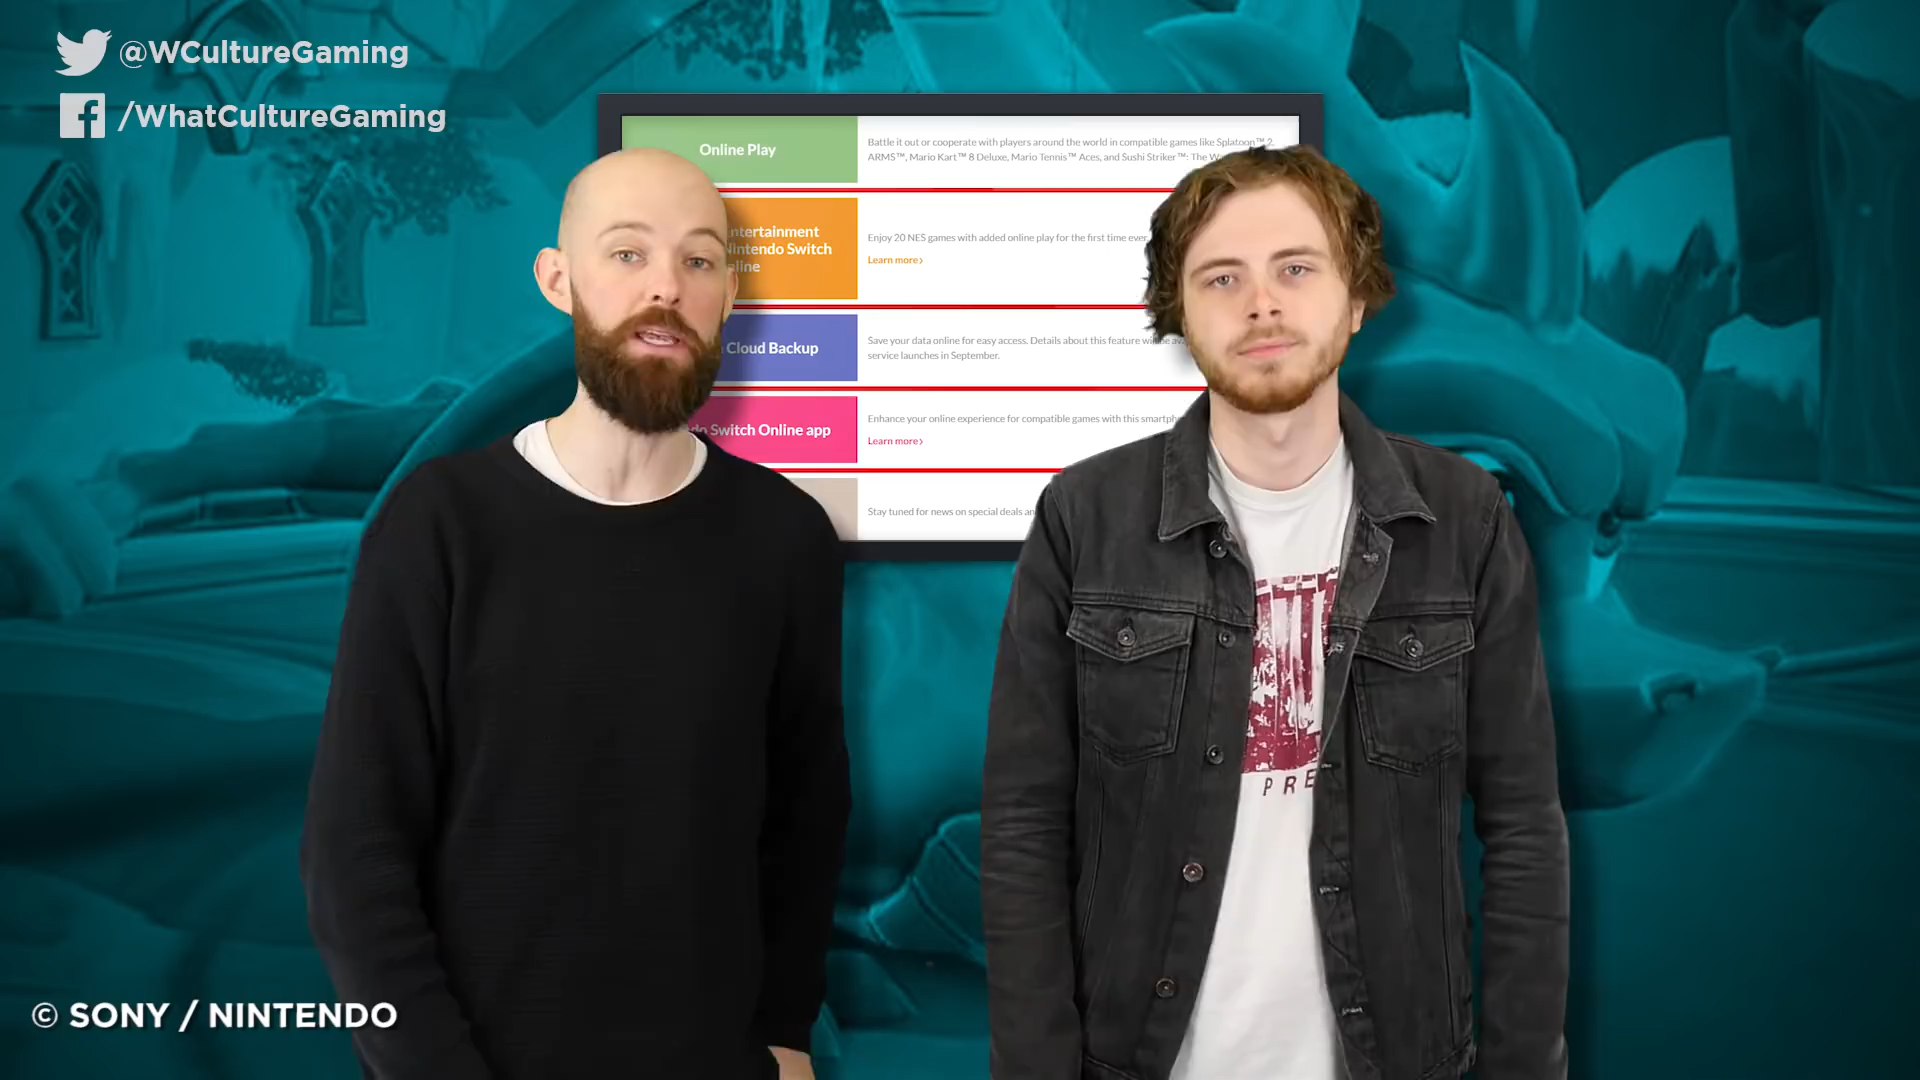 @WCultureGaming
/WhatCultureGaming
Online Play
Battle it out or cooperate with players around the world in compatible games like Splatoon™ 2,
ARMS™, Mario Kart™ 8 Deluxe, Mario Tennis™ Aces, and Sushi Striker™: The
Nintendo Switch
Enjoy 20 NES games with added online play for the first time ever
Learn more ›
Cloud Backup
Save your data online for easy access. Details about this feature will be
service launches in September.
Switch Online app
Enhance your online experience for compatible games with this
Learn more ›
Stay tuned for news on special deals
PRE
© SONY / NINTENDO